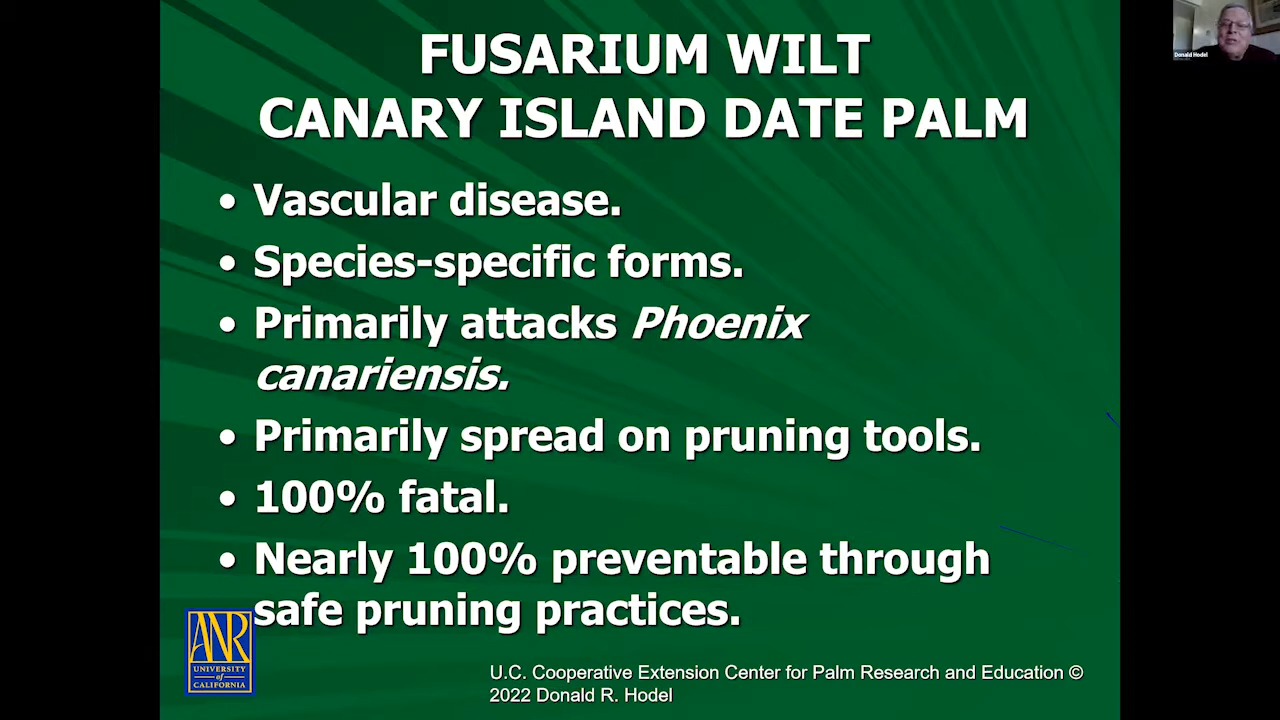 FUSARIUM WILT
CANARY ISLAND DATE PALM
• Vascular disease.
• Species-specific forms.
• Primarily attacks Phoenix
canariensis.
• Primarily spread on pruning tools.
• 100% fatal.
• Nearly 100% preventable through
safe pruning practices.
ANR
UNIVERSITY
of
CALIFORNIA
U.C. Cooperative Extension Center for Palm Research and Education ©
2022 Donald R. Hodel
Donald Hodel